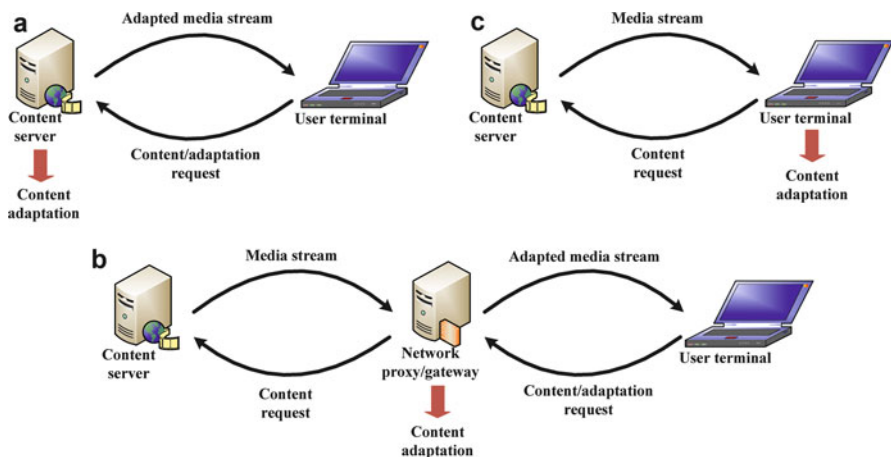 a
Adapted media stream
Content
server
User terminal
Content/adaptation
request
Content
adaptation
c
Media stream
Content
server
User terminal
Content
request
Content
adaptation
b
Media stream
Adapted media stream
Content
server
Network
proxy/gateway
User terminal
Content
request
Content/adaptation
request
Content
adaptation